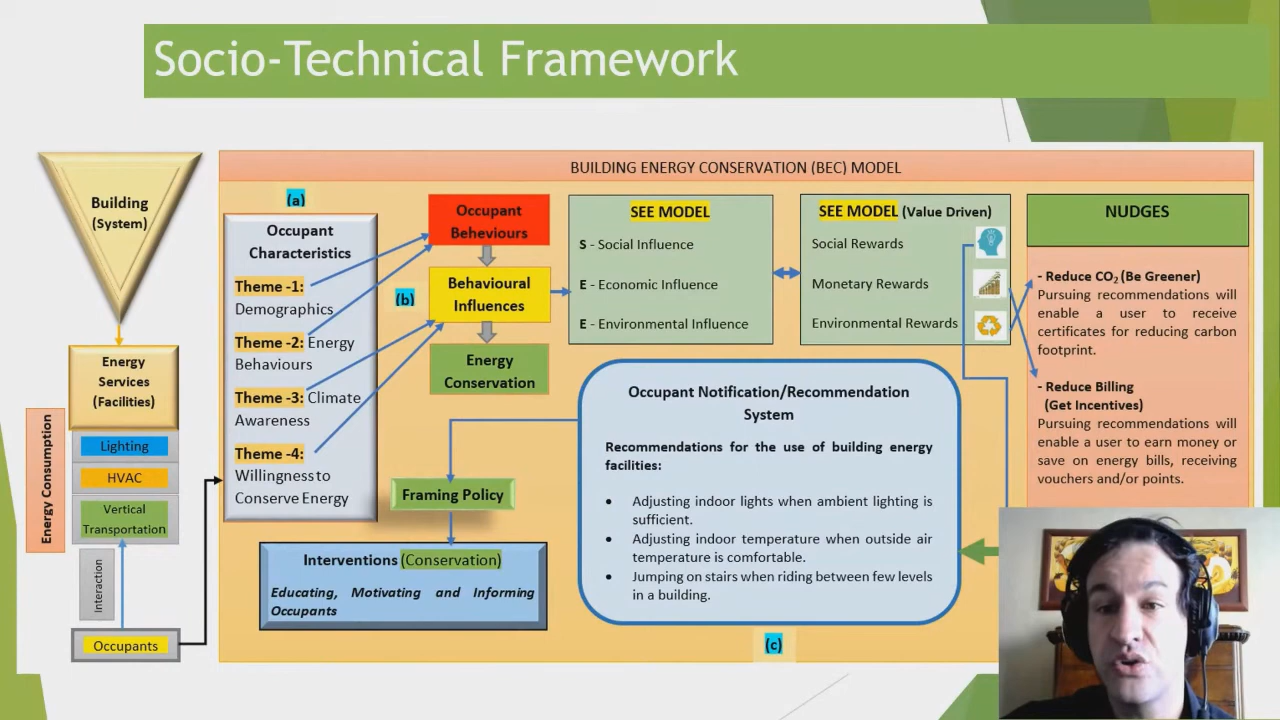 Socio-Technical Framework
BUILDING ENERGY CONSERVATION (BEC) MODEL
Building
(System)
Energy
Services
(Facilities)
Energy Consumption
Lighting
HVAC
Vertical
Transportation
Interaction
Occupants
(a)
Occupant
Characteristics
Theme -1:
Demographics
Theme -2: Energy
Behaviours
Theme -3: Climate
Awareness
Theme -4:
Willingness to
Conserve Energy
(b)
Occupant
Beheviours
Behavioural
Influences
Energy
Conservation
SEE MODEL
S - Social Influence
E - Economic Influence
E - Environmental Influence
SEE MODEL (Value Driven)
Social Rewards
Monetary Rewards
Environmental Rewards
NUDGES
- Reduce CO2 (Be Greener)
Pursuing recommendations will
enable a user to receive
certificates for reducing carbon
footprint.
- Reduce Billing
(Get Incentives)
Pursuing recommendations will
enable a user to earn money or
save on energy bills, receiving
vouchers and/or points.
Occupant Notification/Recommendation
System
Recommendations for the use of building energy
facilities:
• Adjusting indoor lights when ambient lighting is
sufficient.
• Adjusting indoor temperature when outside air
temperature is comfortable.
• Jumping on stairs when riding between few levels
in a building.
(c)
Framing Policy
Interventions (Conservation)
Educating, Motivating and Informing
Occupants